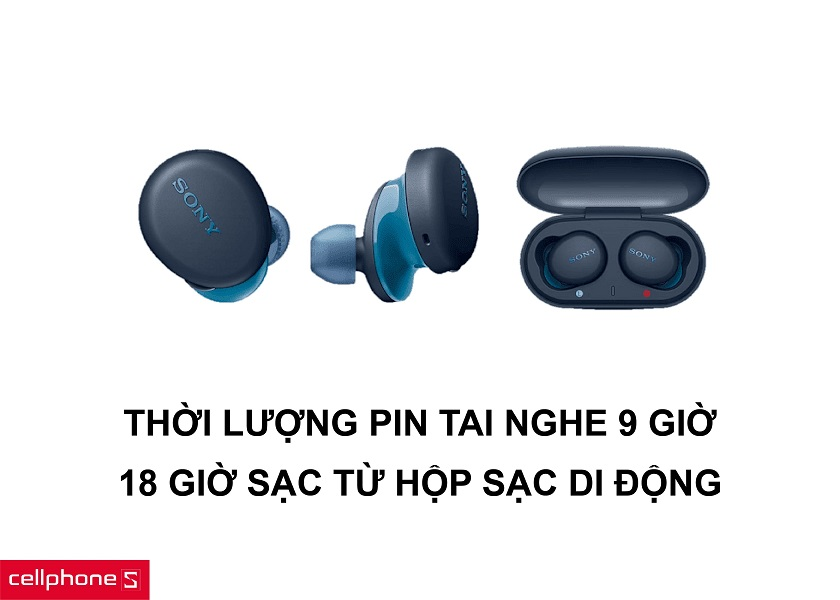 SONY
SONY
SONY
SONY
L
THỜI LƯỢNG PIN TAI NGHE 9 GIỜ
18 GIỜ SẠC TỪ HỘP SẠC DI ĐỘNG
cellphoneS